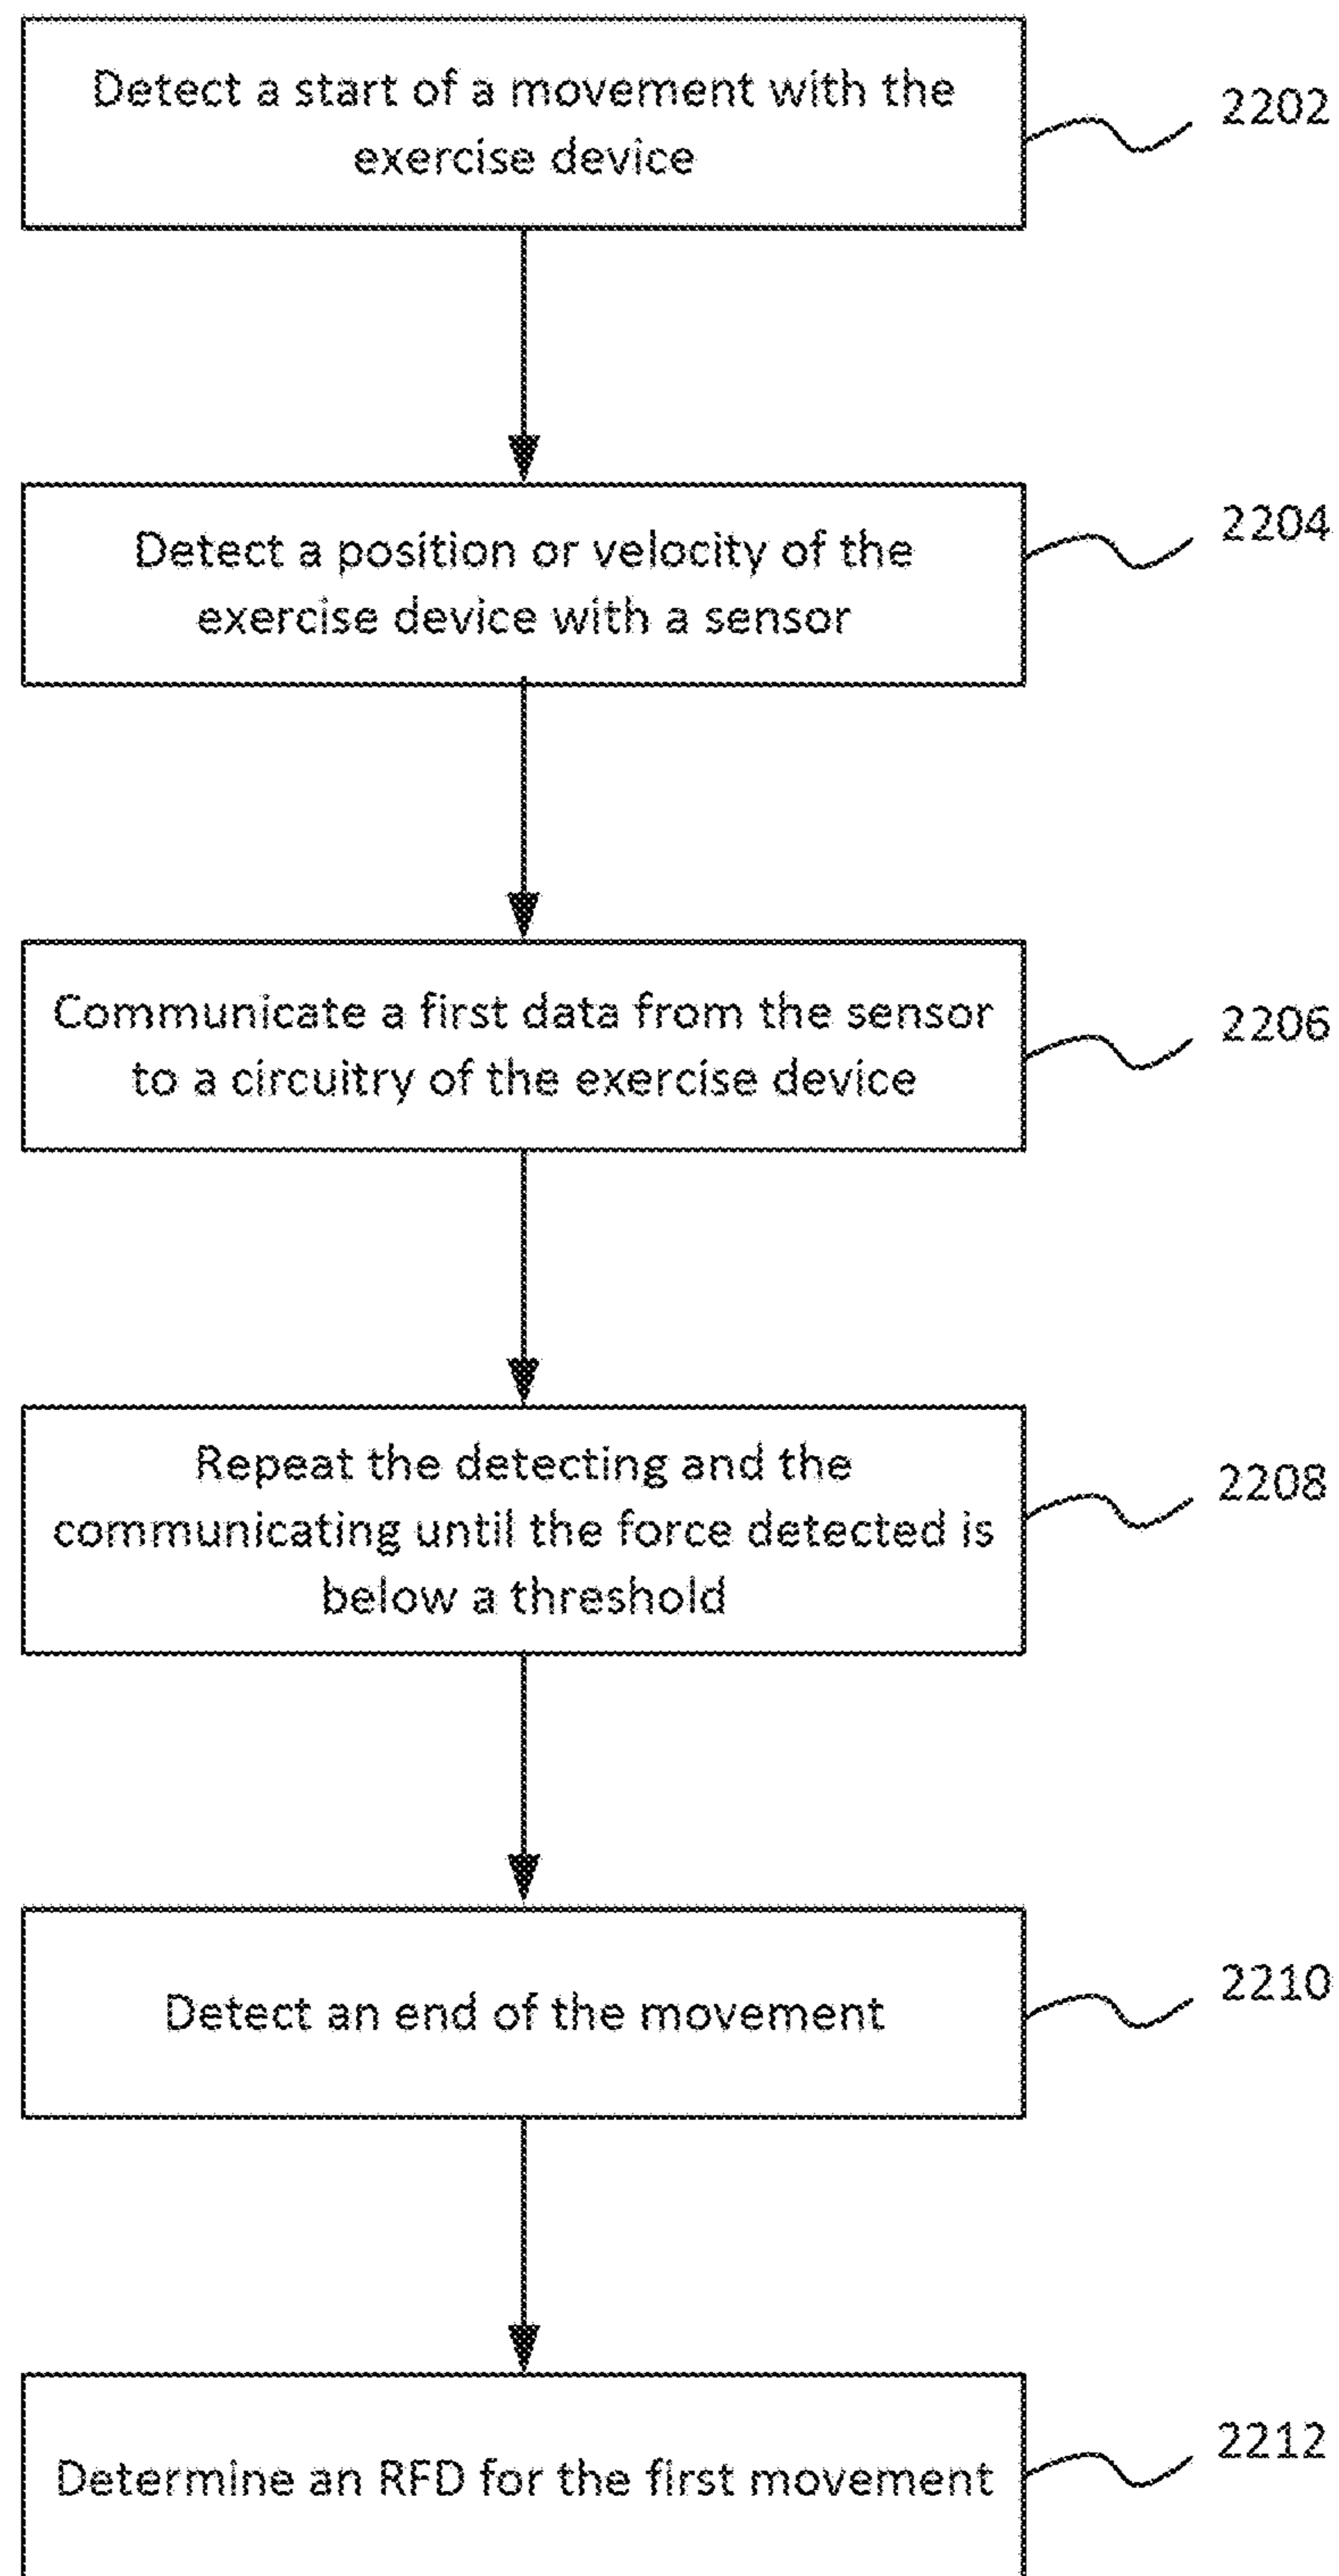 Detect a start of a movement with the
exercise device
2202
Detect a position or velocity of the
exercise device with a sensor
2204
Communicate a first data from the sensor
to a circuitry of the exercise device
2206
Repeat the detecting and the
communicating until the force detected is
below a threshold
2208
Detect an end of the movement
2210
Determine an RFD for the first movement
2212